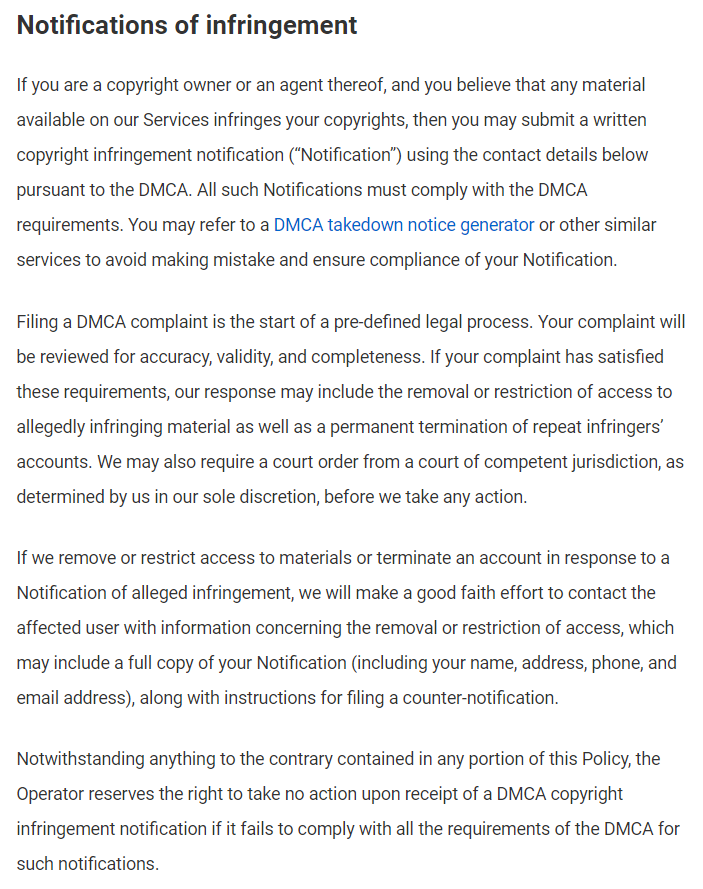 Notifications of infringement
If you are a copyright owner or an agent thereof, and you believe that any material
available on our Services infringes your copyrights, then you may submit a written
copyright infringement notification (“Notification”) using the contact details below
pursuant to the DMCA. All such Notifications must comply with the DMCA
requirements. You may refer to a DMCA takedown notice generator or other similar
services to avoid making mistake and ensure compliance of your Notification.
Filing a DMCA complaint is the start of a pre-defined legal process. Your complaint will
be reviewed for accuracy, validity, and completeness. If your complaint has satisfied
these requirements, our response may include the removal or restriction of access to
allegedly infringing material as well as a permanent termination of repeat infringers’
accounts. We may also require a court order from a court of competent jurisdiction, as
determined by us in our sole discretion, before we take any action.
If we remove or restrict access to materials or terminate an account in response to a
Notification of alleged infringement, we will make a good faith effort to contact the
affected user with information concerning the removal or restriction of access, which
may include a full copy of your Notification (including your name, address, phone, and
email address), along with instructions for filing a counter-notification.
Notwithstanding anything to the contrary contained in any portion of this Policy, the
Operator reserves the right to take no action upon receipt of a DMCA copyright
infringement notification if it fails to comply with all the requirements of the DMCA for
such notifications.